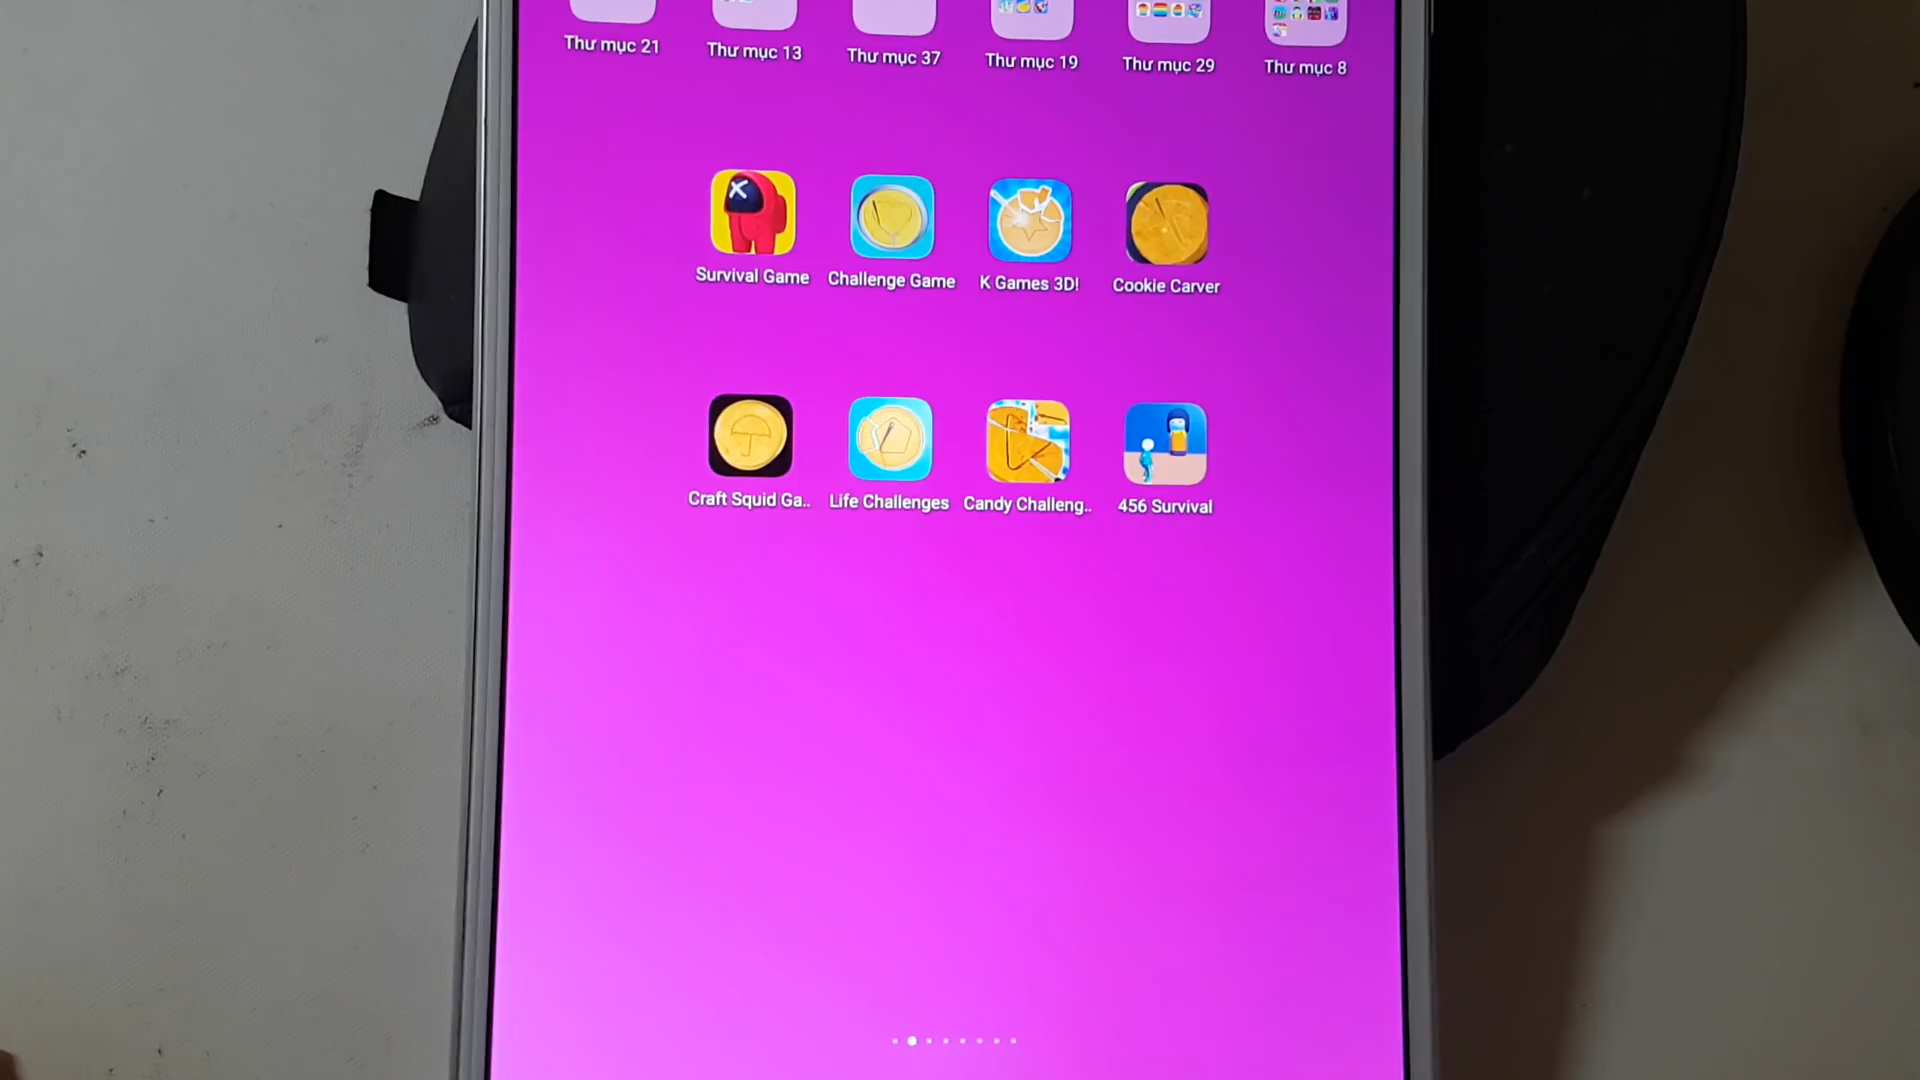 Thư mục 21
Thư mục 13
Thư mục 37
Thư mục 19
Thư mục 29
Thư mục 8
Survival Game
Challenge Game
K Games 3D!
Cookie Carver
Craft Squid Ga..
Life Challenges
Candy Challeng..
456 Survival